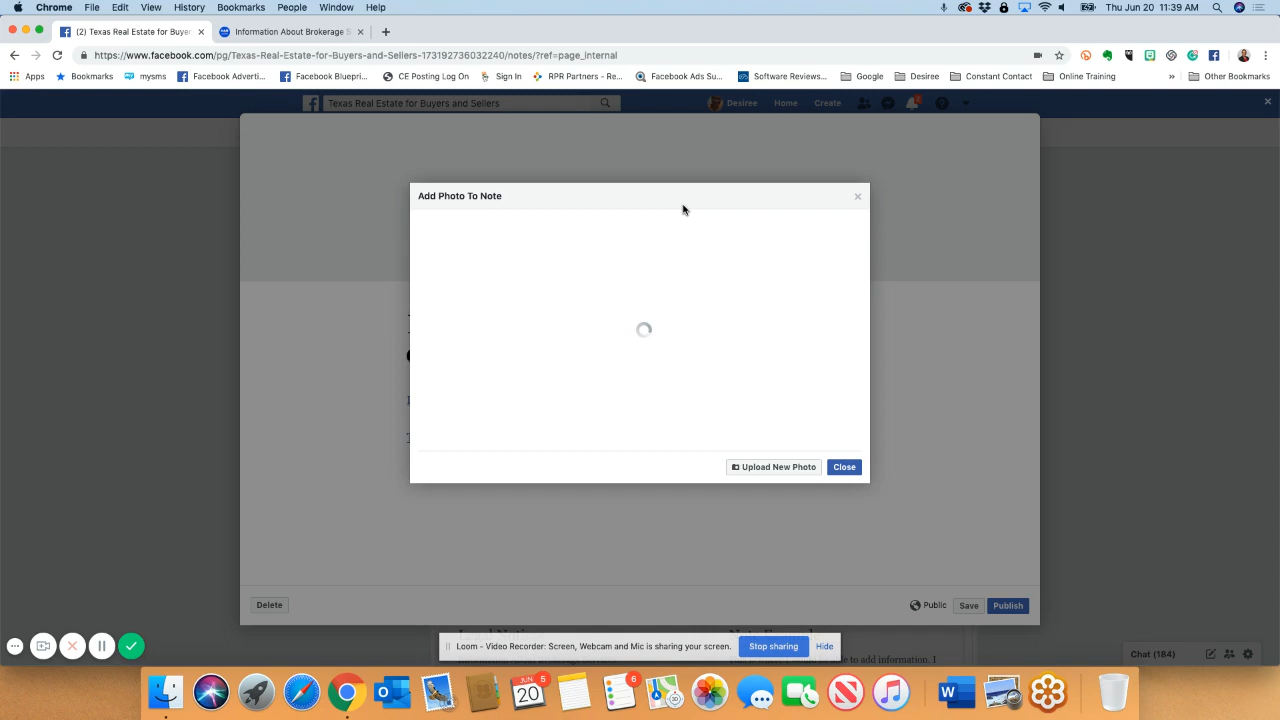 Chrome File Edit View History Bookmarks People Window Help Thu Jun 20 11:39 AM
(2) Texas Real Estate for Buye × Information About Brokerage S × +
https://www.facebook.com/pg/Texas-Real-Estate-for-Buyers-and-Sellers-173192736032240/notes/?ref=page_internal
Apps Bookmarks mysms Facebook Adverti... Facebook Bluepri... CE Posting Log On Sign In RPR Partners - Re... Facebook Ads Su... Software Reviews... Google Desiree Constant Contact Online Training » Other Bookmarks
Texas Real Estate for Buyers and Sellers Desiree Home Create
Add Photo To Note
Upload New Photo Close
Delete Public Save Publish
Loom - Video Recorder: Screen, Webcam and Mic is sharing your screen. Stop sharing Hide
Chat (184)
JUN 20 5 6